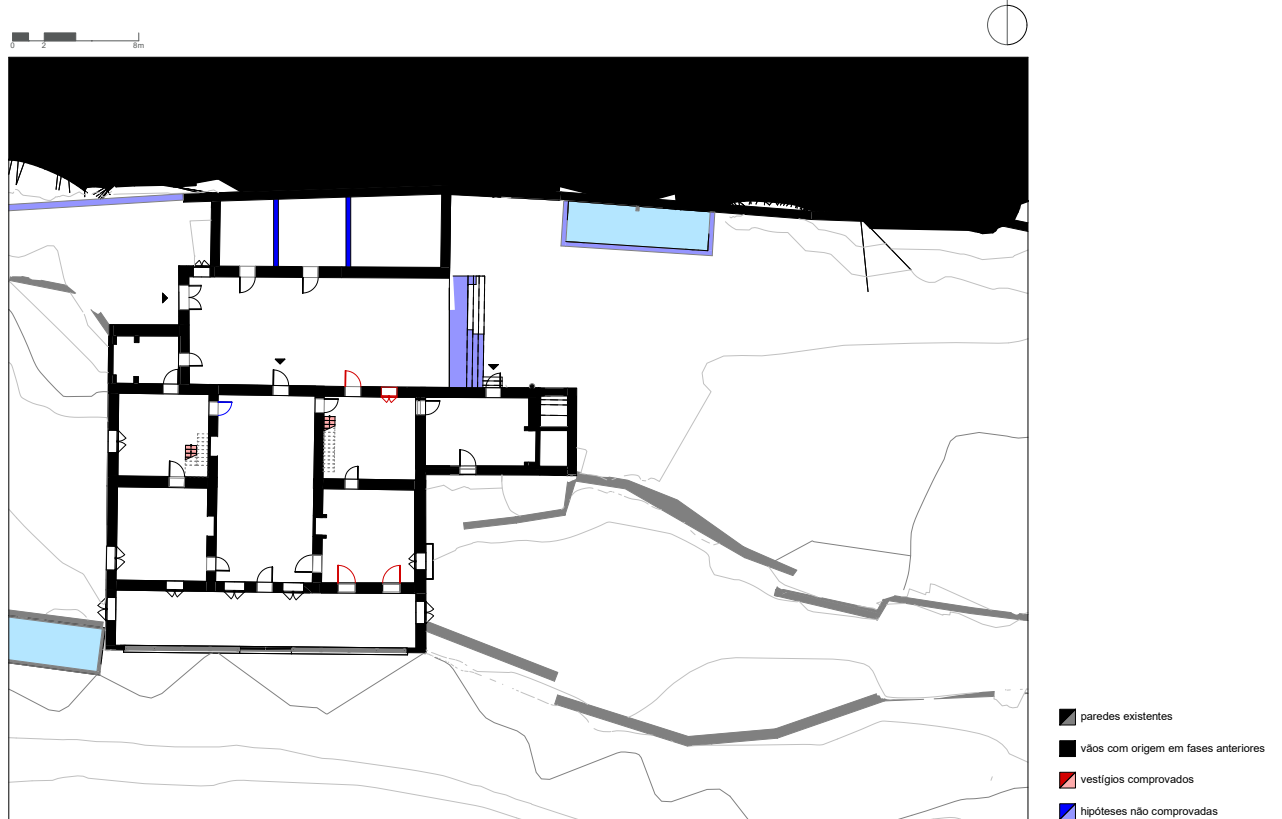 0 2 8m
paredes existentes
vãos com origem em fases anteriores
vestígios comprovados
hipóteses não comprovadas